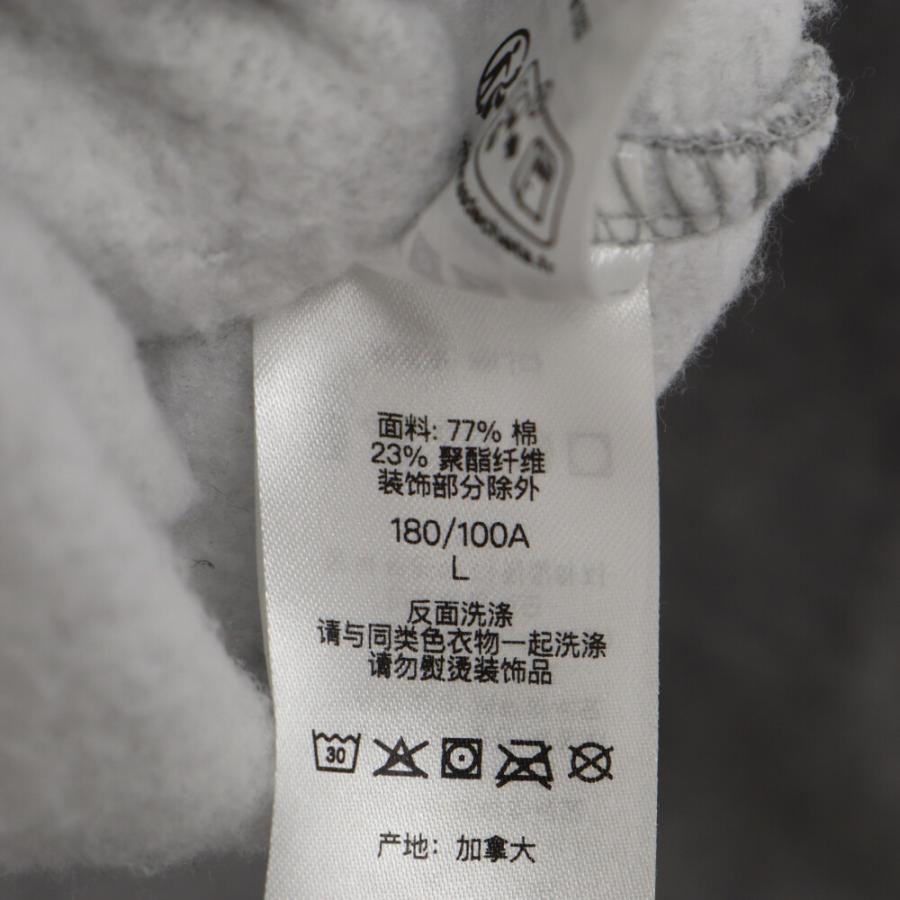 面料: 77% 棉
23% 聚酯纤维
装饰部分除外
180/100A
L
反面洗涤
请与同类色衣物一起洗涤
请勿熨烫装饰品
30
产地: 加拿大